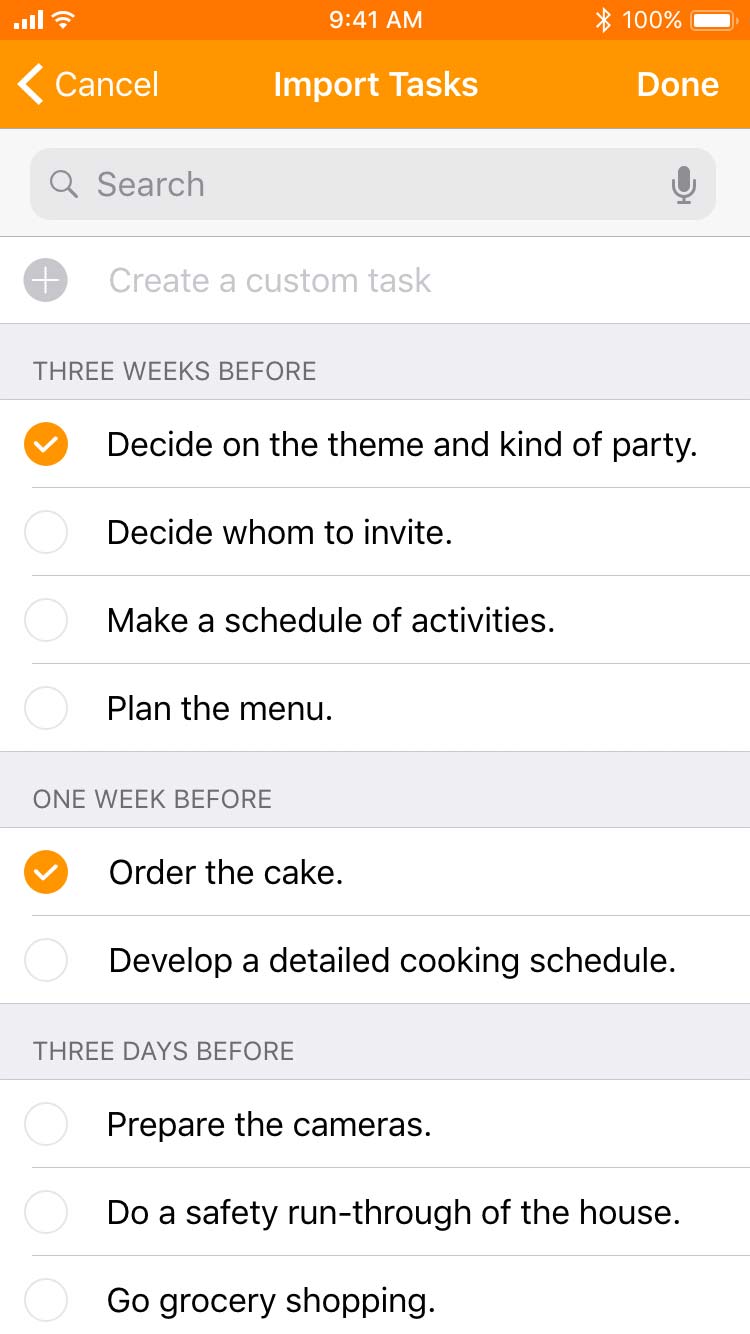 9:41 AM 100%
Cancel Import Tasks Done
Search
Create a custom task
THREE WEEKS BEFORE
Decide on the theme and kind of party.
Decide whom to invite.
Make a schedule of activities.
Plan the menu.
ONE WEEK BEFORE
Order the cake.
Develop a detailed cooking schedule.
THREE DAYS BEFORE
Prepare the cameras.
Do a safety run-through of the house.
Go grocery shopping.